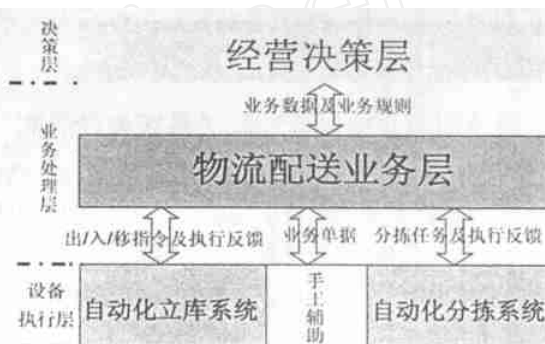 决策层
经营决策层
业务数据及业务规则
业务处理层
物流配送业务层
出/入/移指令及执行反馈
业务单据
分拣任务及执行反馈
设备
执行层
自动化立库系统
手工辅助
自动化分拣系统